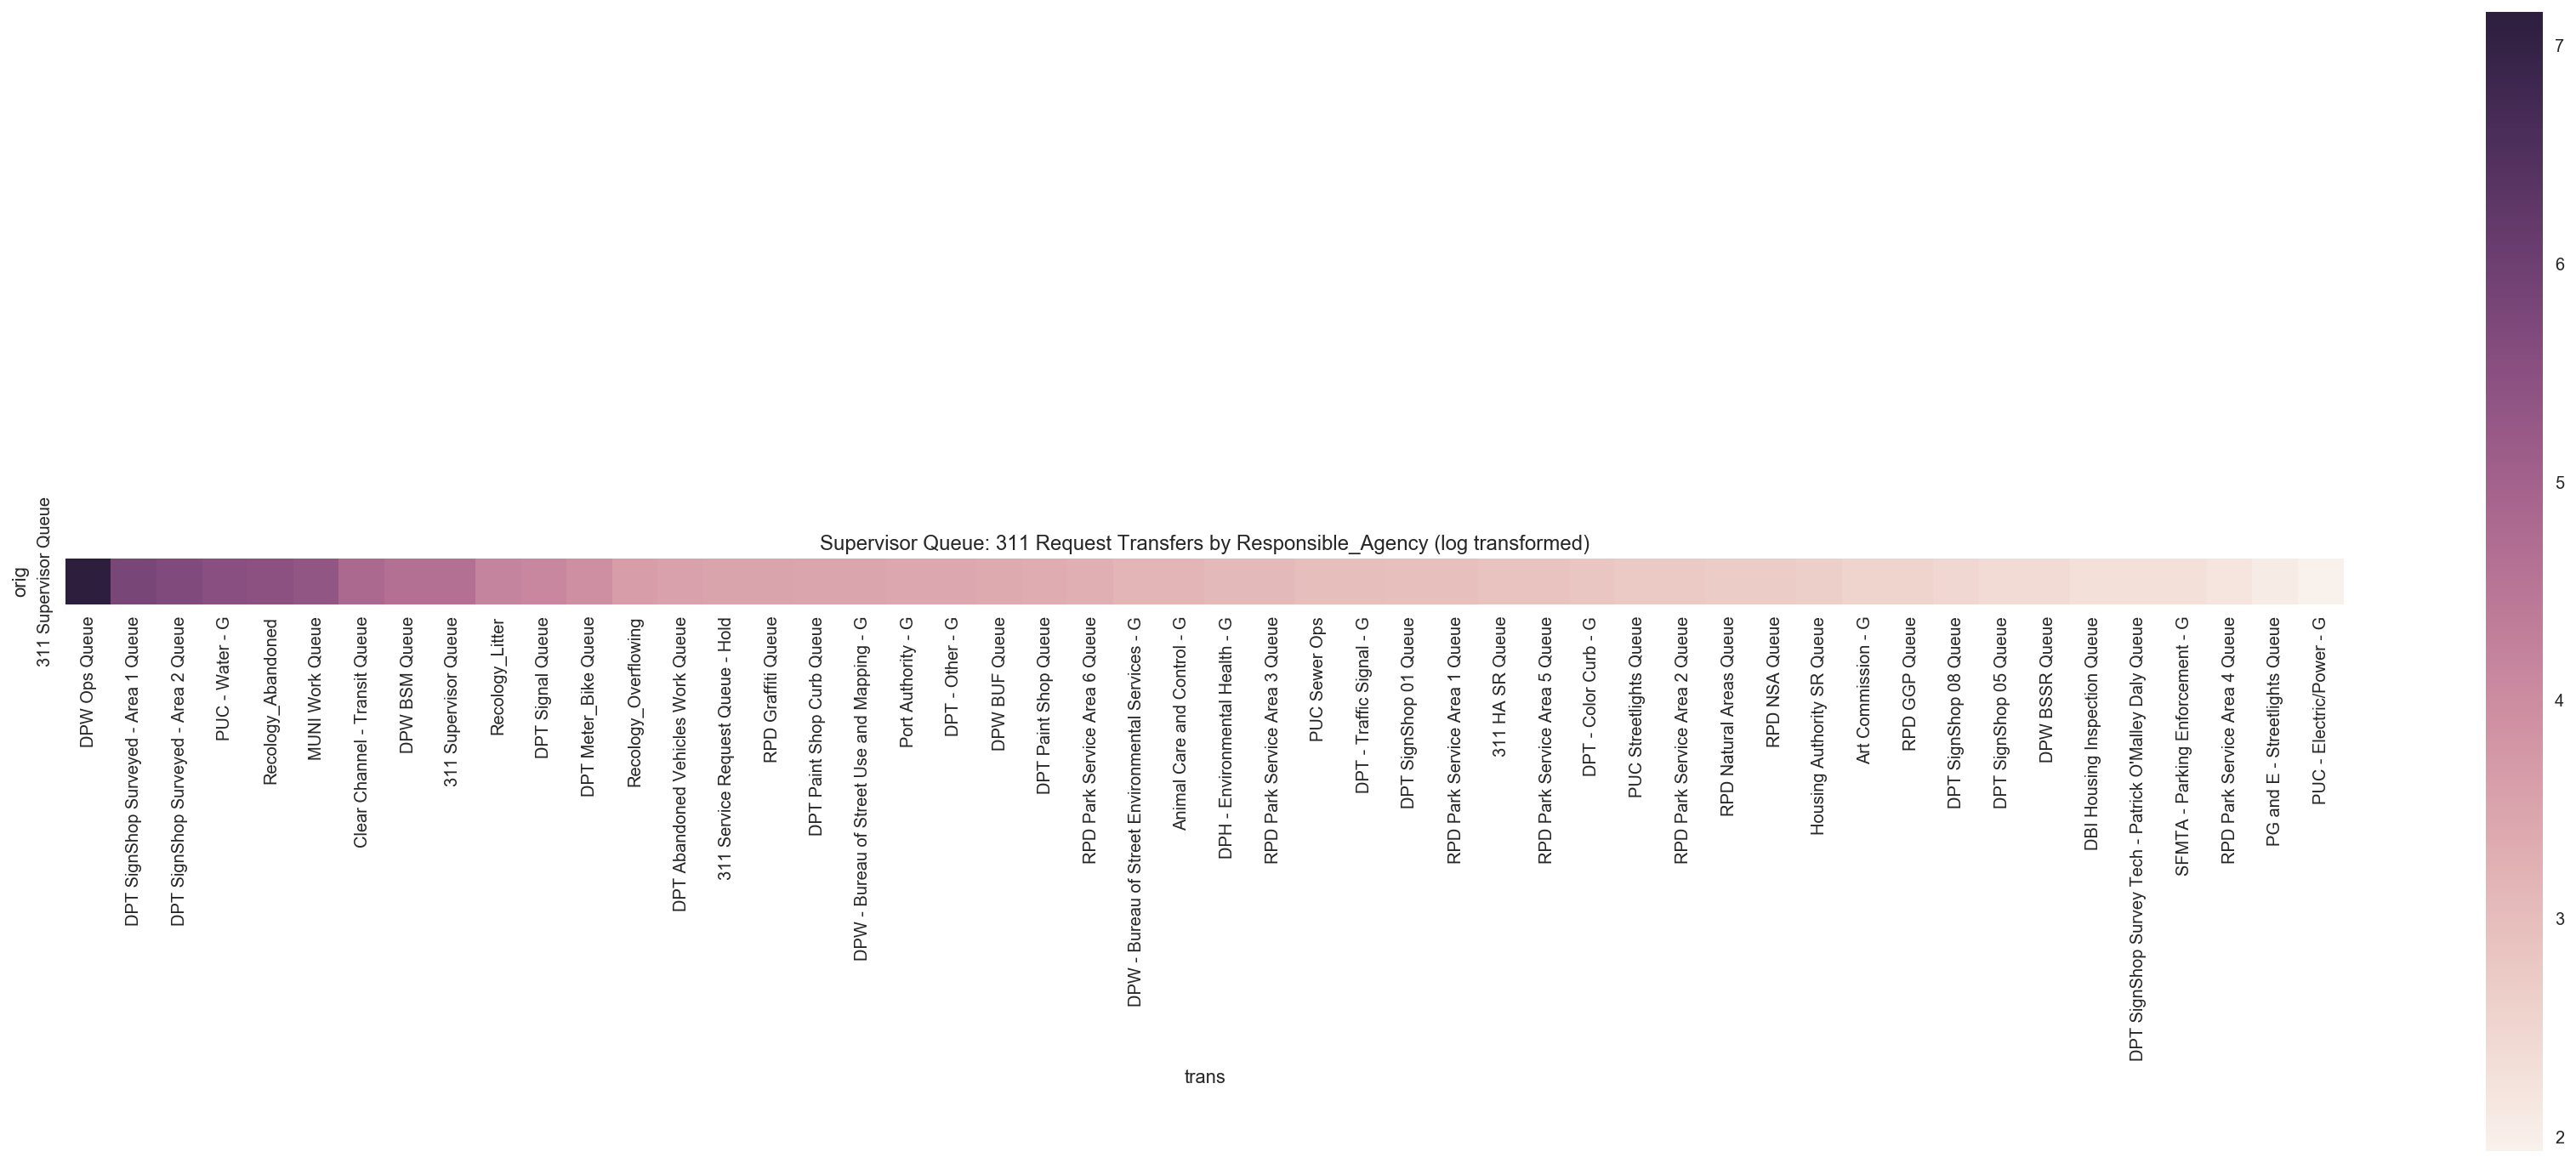 Supervisor Queue: 311 Request Transfers by Responsible_Agency (log transformed)
orig
311 Supervisor Queue
DPW Ops Queue
DPT SignShop Surveyed - Area 1 Queue
DPT SignShop Surveyed - Area 2 Queue
PUC - Water - G
Recology_Abandoned
MUNI Work Queue
Clear Channel - Transit Queue
DPW BSM Queue
311 Supervisor Queue
Recology_Litter
DPT Signal Queue
DPT Meter_Bike Queue
Recology_Overflowing
DPT Abandoned Vehicles Work Queue
311 Service Request Queue - Hold
RPD Graffiti Queue
DPT Paint Shop Curb Queue
DPW - Bureau of Street Use and Mapping - G
Port Authority - G
DPT - Other - G
DPW BUF Queue
DPT Paint Shop Queue
RPD Park Service Area 6 Queue
DPW - Bureau of Street Environmental Services - G
Animal Care and Control - G
DPH - Environmental Health - G
RPD Park Service Area 3 Queue
PUC Sewer Ops
DPT - Traffic Signal - G
DPT SignShop 01 Queue
RPD Park Service Area 1 Queue
311 HA SR Queue
RPD Park Service Area 5 Queue
DPT - Color Curb - G
PUC Streetlights Queue
RPD Park Service Area 2 Queue
RPD Natural Areas Queue
RPD NSA Queue
Housing Authority SR Queue
Art Commission - G
RPD GGP Queue
DPT SignShop 08 Queue
DPT SignShop 05 Queue
DPW BSSR Queue
DBI Housing Inspection Queue
DPT SignShop Survey Tech - Patrick O'Malley Daly Queue
SFMTA - Parking Enforcement - G
RPD Park Service Area 4 Queue
PG and E - Streetlights Queue
PUC - Electric/Power - G
trans
7
6
5
4
3
2